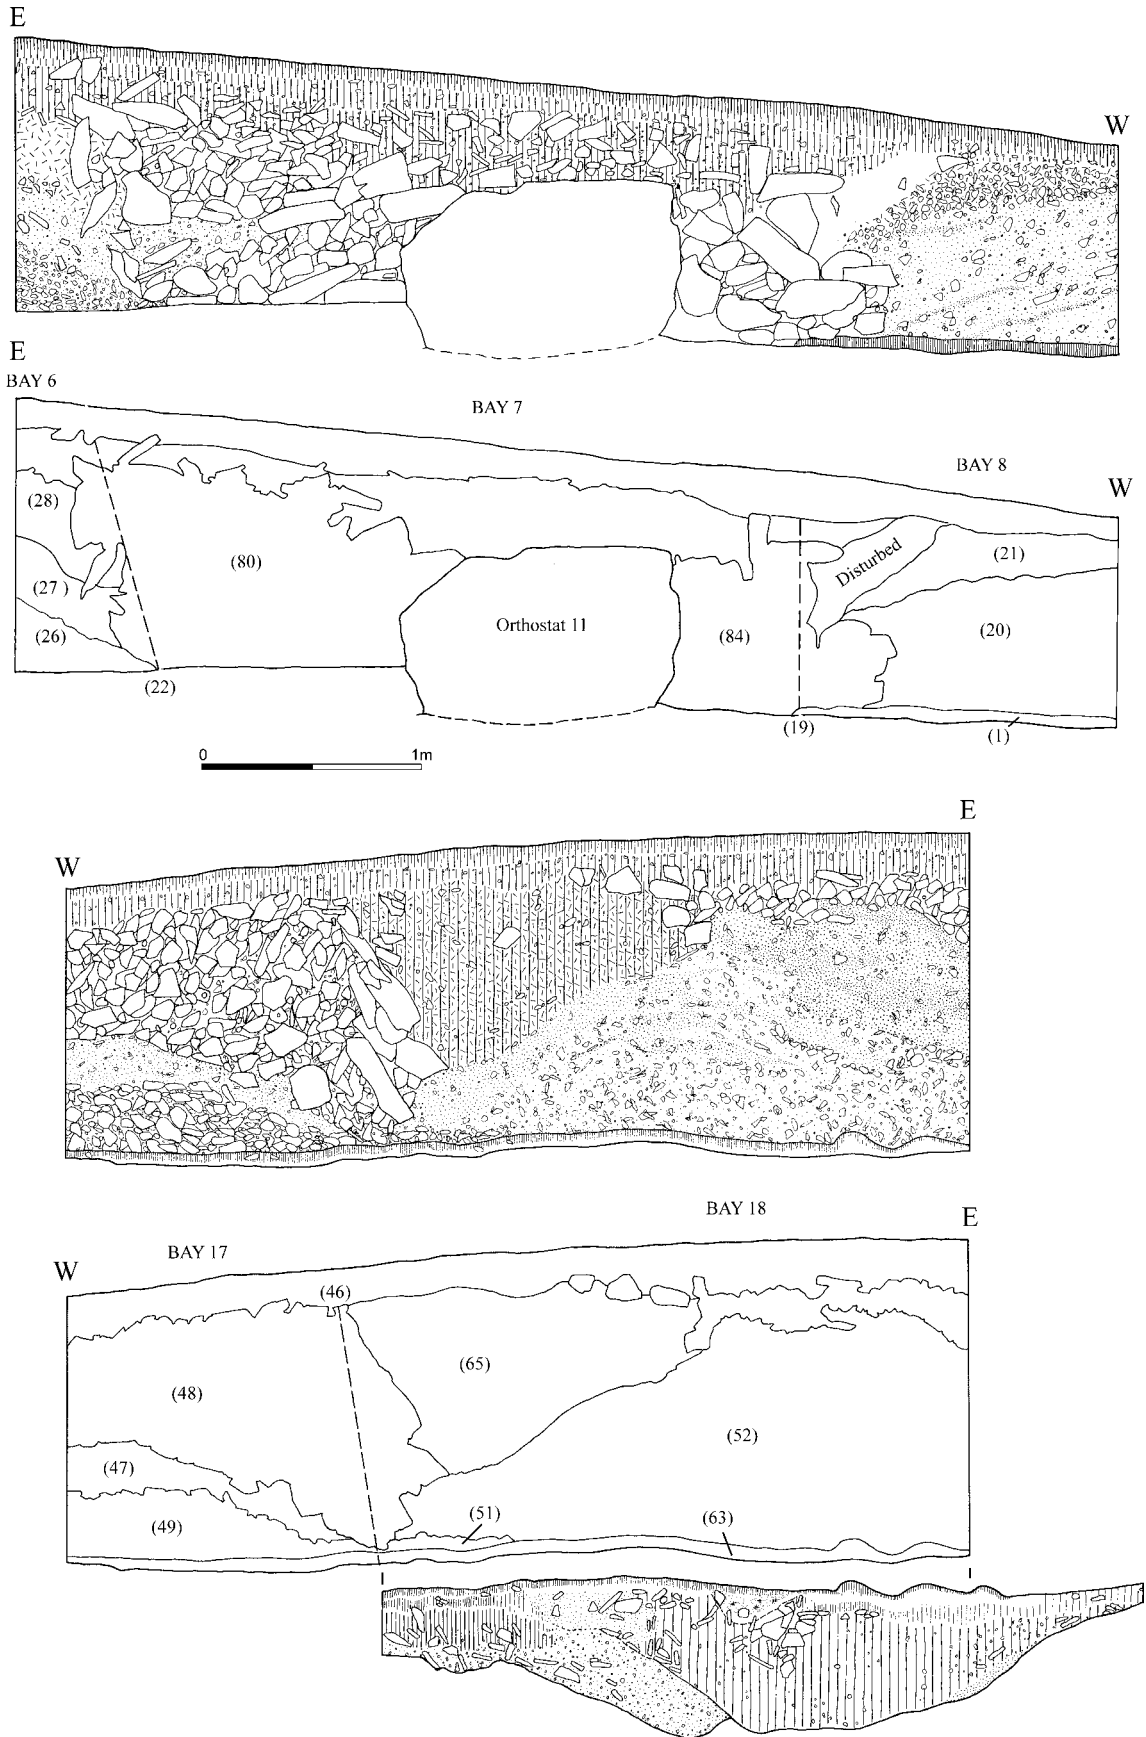 E
W
E
BAY 6
BAY 7
BAY 8
W
(28)
(21)
Disturbed
(80)
(27)
(26)
Orthostat 11
(84)
(20)
(22)
(19)
(1)
0 1m
E
W
BAY 18
E
BAY 17
W
(46)
(65)
(48)
(52)
(47)
(51)
(63)
(49)